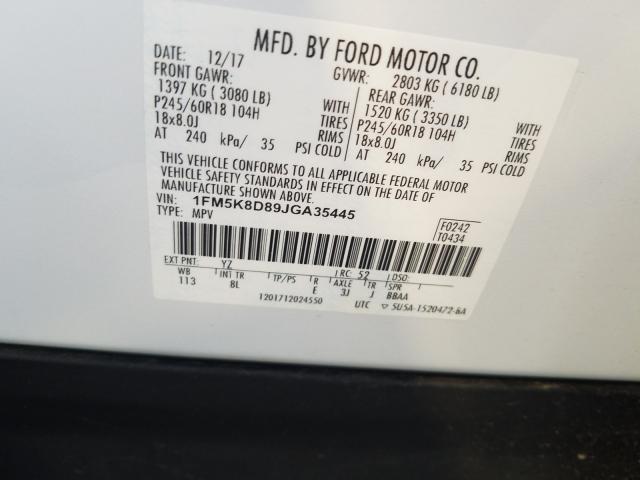 MFD. BY FORD MOTOR CO.
DATE: 12/17 GVWR: 2803 KG ( 6180 LB)
FRONT GAWR: REAR GAWR:
1397 KG ( 3080 LB) WITH 1520 KG ( 3350 LB) WITH
P245/60R18 104H TIRES P245/60R18 104H TIRES
18x8.0J RIMS 18x8.0J RIMS
AT 240 kPa/ 35 PSI COLD AT 240 kPa/ 35 PSI COLD
THIS VEHICLE CONFORMS TO ALL APPLICABLE FEDERAL MOTOR
VEHICLE SAFETY STANDARDS IN EFFECT ON THE DATE OF
MANUFACTURE SHOWN ABOVE.
VIN: 1FM5K8D89JGA35445 F0242
TYPE: MPV T0434
EXT PNT: YZ RC: 52 DSO:
WB INT TR TP/PS R AXLE TR SPR
113 8L E 3J J BBAA
1201712024550 UTC ▽ 5USA-1520472-BA